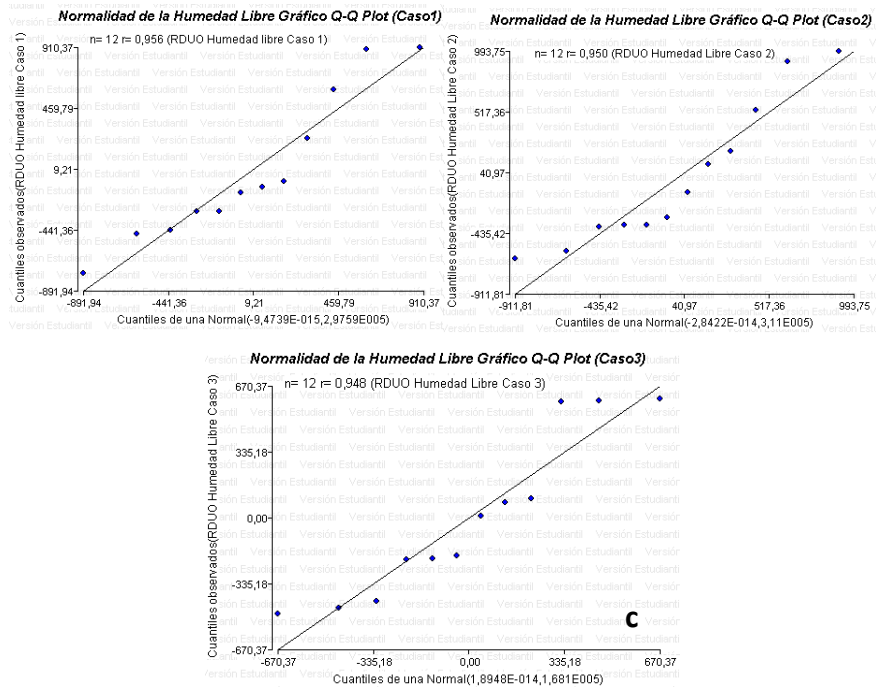 Normalidad de la Humedad Libre Gráfico Q-Q Plot (Caso1)
n= 12 r= 0,956 (RDUO Humedad libre Caso 1)
Cuantiles observados(RDUO Humedad libre Caso 1)
910,37
459,79
9,21
-441,36
-891,94
-891,94 -441,36 9,21 459,79 910,37
Cuantiles de una Normal(-9,4739E-015,2,9759E005)
Normalidad de la Humedad Libre Gráfico Q-Q Plot (Caso2)
n= 12 r= 0,950 (RDUO Humedad Libre Caso 2)
Cuantiles observados(RDUO Humedad Libre Caso 2)
993,75
517,36
40,97
-435,42
-911,81
-911,81 -435,42 40,97 517,36 993,75
Cuantiles de una Normal(-2,8422E-014,3,11E005)
Normalidad de la Humedad Libre Gráfico Q-Q Plot (Caso3)
n= 12 r= 0,948 (RDUO Humedad Libre Caso 3)
Cuantiles observados(RDUO Humedad Libre Caso 3)
670,37
335,18
0,00
-335,18
-670,37
-670,37 -335,18 0,00 335,18 670,37
Cuantiles de una Normal(1,8948E-014,1,681E005)
c
Versión Estudiantil